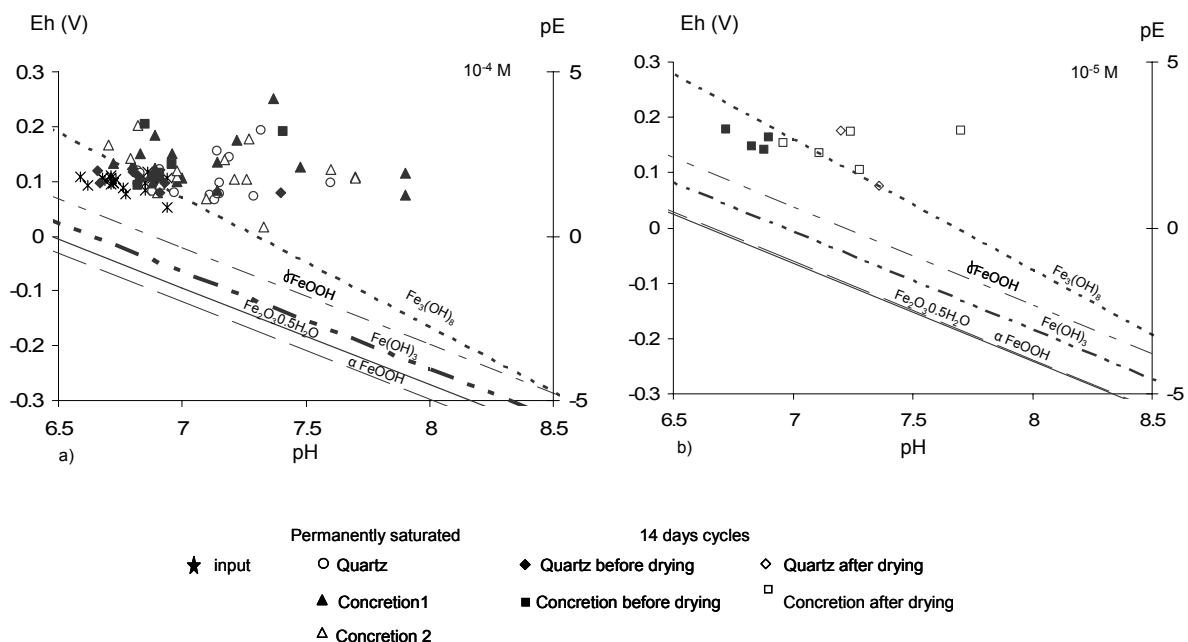 Eh (V)
pE
10⁻⁴ M
0.3
0.2
0.1
0
-0.1
-0.2
-0.3
5
0
-5
ɣFeOOH
Fe₃(OH)₈
Fe₂O₃0.5H₂O
Fe(OH)₃
α FeOOH
6.5 7 7.5 8 8.5
pH
a)
Eh (V)
pE
10⁻⁵ M
0.3
0.2
0.1
0
-0.1
-0.2
-0.3
5
0
-5
ɣFeOOH
Fe₃(OH)₈
Fe₂O₃0.5H₂O
Fe(OH)₃
α FeOOH
6.5 7 7.5 8 8.5
pH
b)
Permanently saturated 14 days cycles
input Quartz Quartz before drying Quartz after drying
Concretion1 Concretion before drying Concretion after drying
Concretion 2